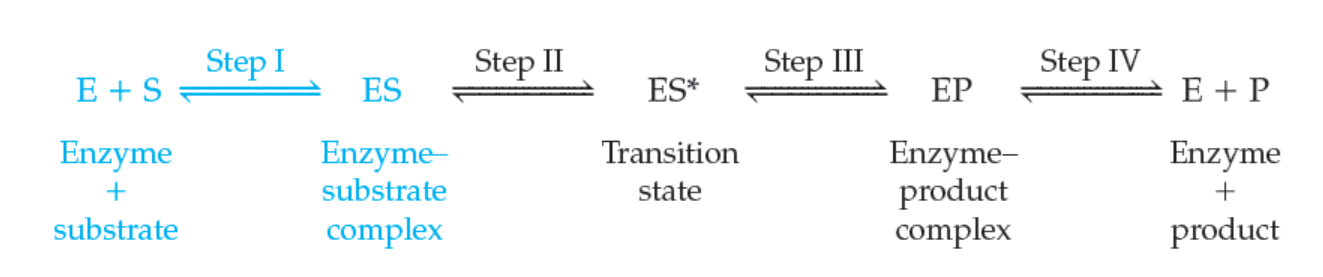 Step I Step II Step III Step IV
E + S ES ES* EP E + P
Enzyme Enzyme– Transition Enzyme– Enzyme
+ substrate state product +
substrate complex complex product